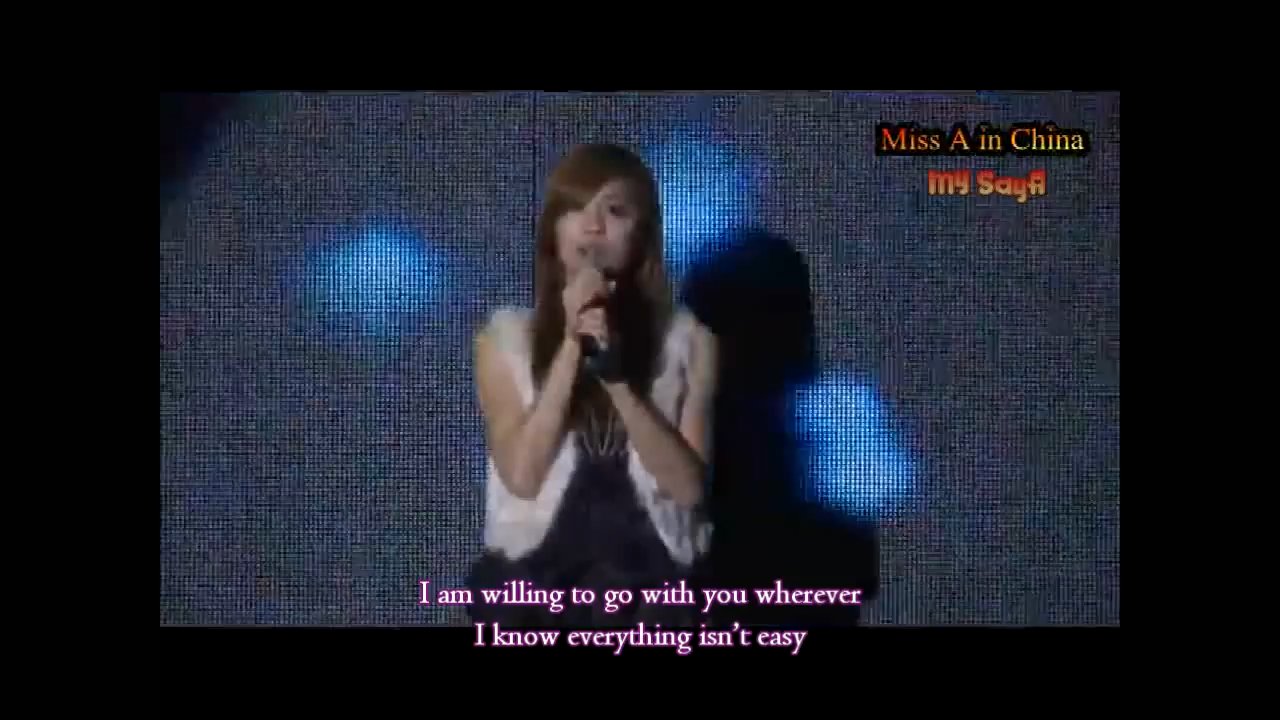 Miss A in China
MY SayA
I am willing to go with you wherever
I know everything isn't easy